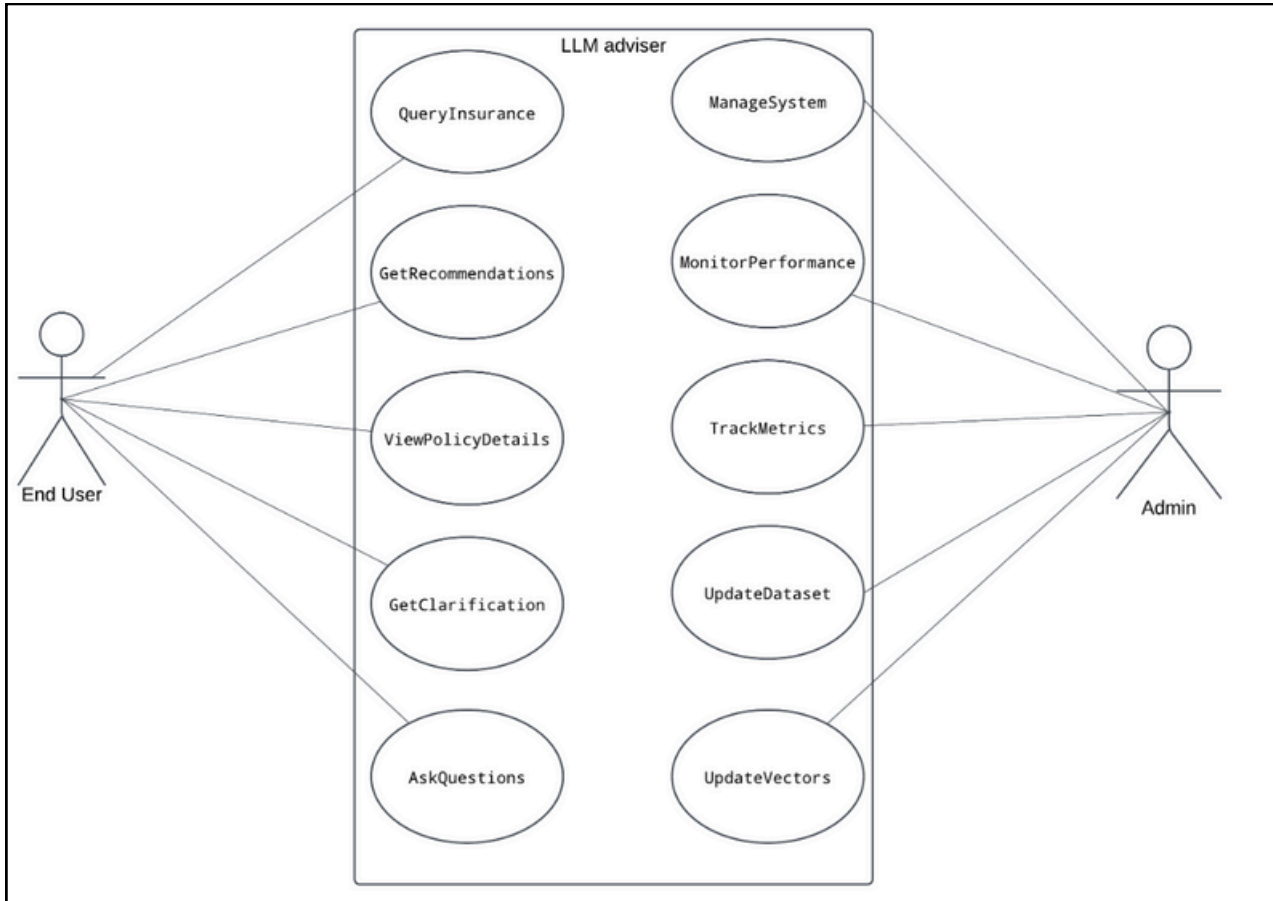 LLM adviser
QueryInsurance
ManageSystem
GetRecommendations
MonitorPerformance
ViewPolicyDetails
TrackMetrics
End User
Admin
GetClarification
UpdateDataset
AskQuestions
UpdateVectors